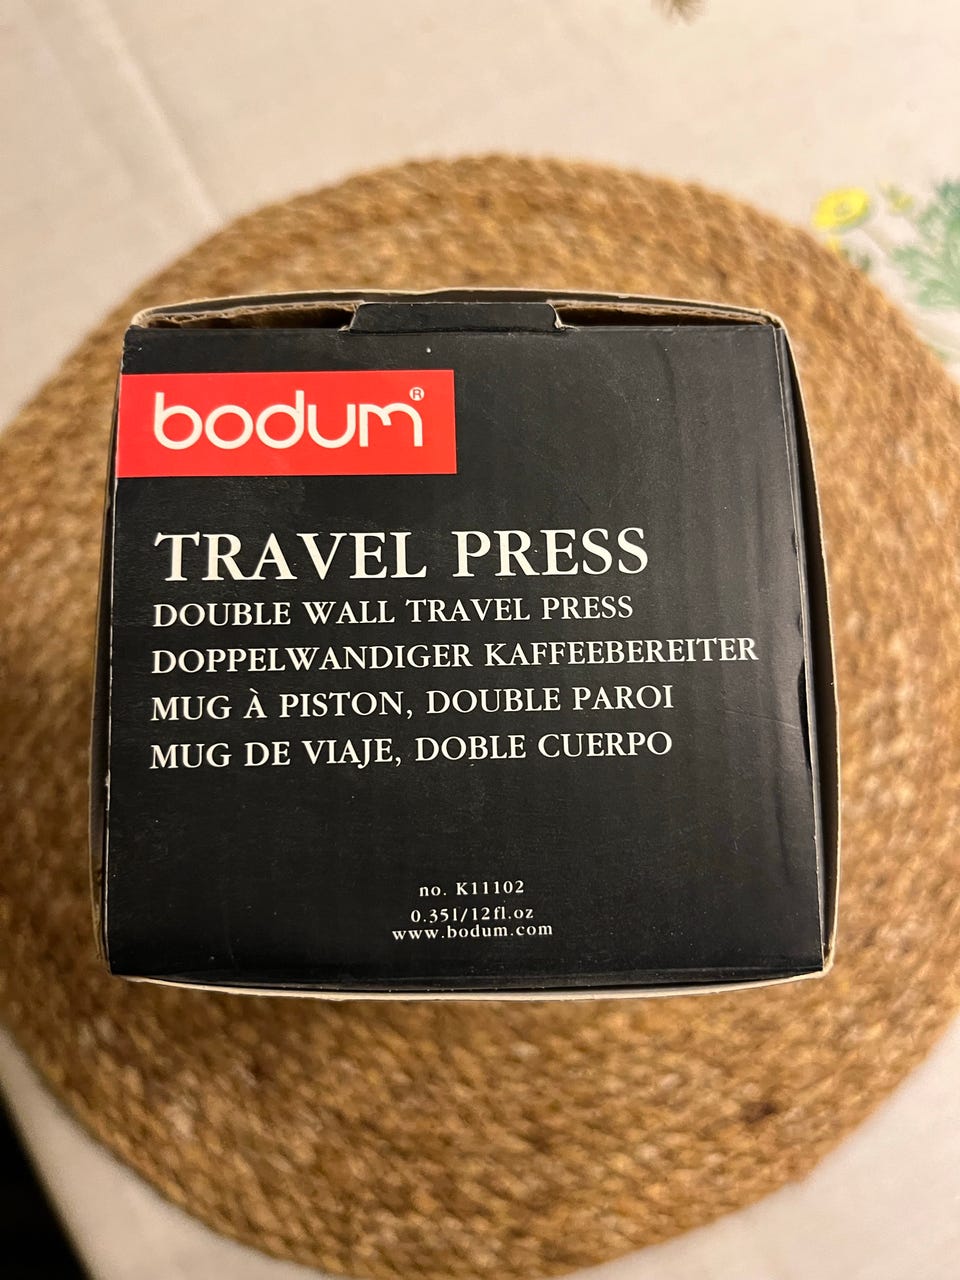 bodum®
TRAVEL PRESS
DOUBLE WALL TRAVEL PRESS
DOPPELWANDIGER KAFFEEBEREITER
MUG À PISTON, DOUBLE PAROI
MUG DE VIAJE, DOBLE CUERPO
no. K11102
0.35l/12fl.oz
www.bodum.com